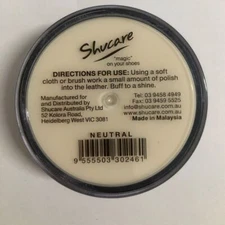 Shucare
"magic"
on your shoes
DIRECTIONS FOR USE: Using a soft
cloth or brush work a small amount of polish
into the leather. Buff to a shine.
Manufactured for
and Distributed by
Shucare Australia Pty Ltd
52 Kolora Road,
Heidelberg West VIC 3081
Ph 03 9458 4949
Fax 03 9459 5525
info@shucare.com.au
www.shucare.com.au
Made in Malaysia
NEUTRAL
9 555503 302461